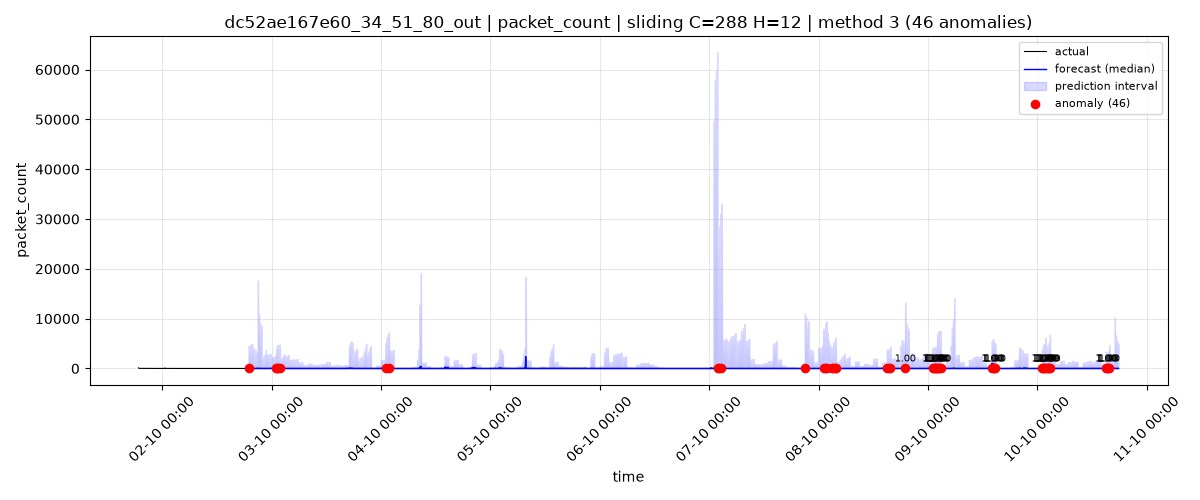 dc52ae167e60_34_51_80_out | packet_count | sliding C=288 H=12 | method 3 (46 anomalies)
actual
forecast (median)
prediction interval
anomaly (46)
packet_count
60000
50000
40000
30000
20000
10000
0
1.00
02-10 00:00
03-10 00:00
04-10 00:00
05-10 00:00
06-10 00:00
07-10 00:00
08-10 00:00
09-10 00:00
10-10 00:00
11-10 00:00
time